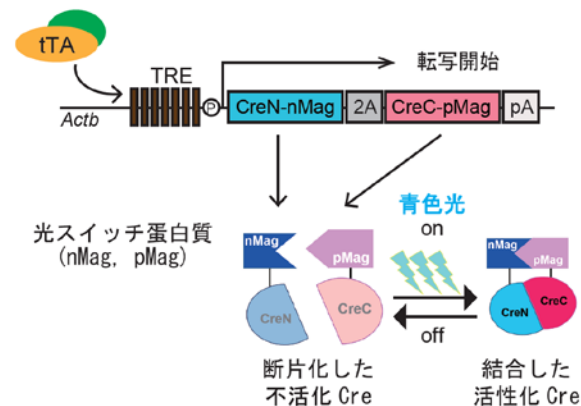 tTA
TRE
転写開始
P
CreN-nMag
2A
CreC-pMag
pA
Actb
青色光
on
光スイッチ蛋白質
(nMag, pMag)
nMag
pMag
nMag
pMag
CreN
CreC
CreN
CreC
off
断片化した
不活化 Cre
結合した
活性化 Cre